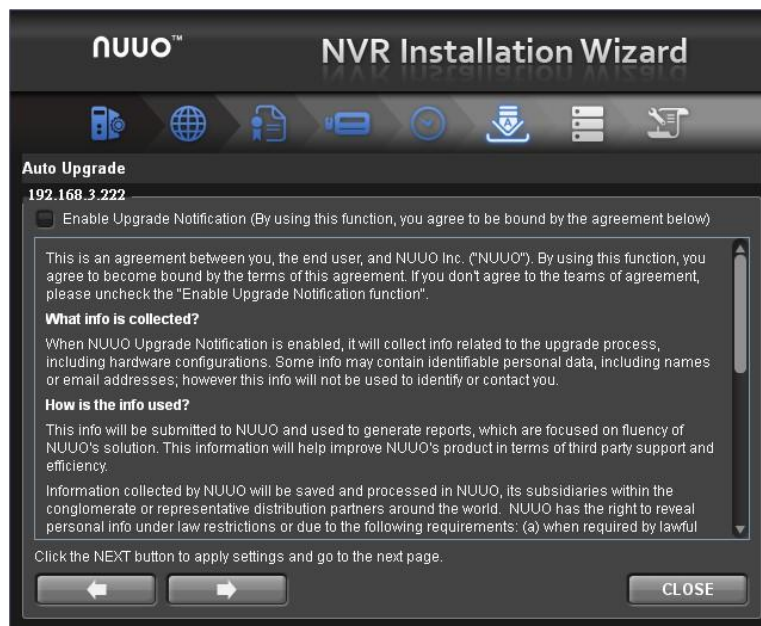 nuuo™
NVR Installation Wizard
Auto Upgrade
192.168.3.222
Enable Upgrade Notification (By using this function, you agree to be bound by the agreement below)
This is an agreement between you, the end user, and NUUO Inc. ("NUUO"). By using this function, you
agree to become bound by the terms of this agreement. If you don't agree to the teams of agreement,
please uncheck the "Enable Upgrade Notification function".
What info is collected?
When NUUO Upgrade Notification is enabled, it will collect info related to the upgrade process,
including hardware configurations. Some info may contain identifiable personal data, including names
or email addresses; however this info will not be used to identify or contact you.
How is the info used?
This info will be submitted to NUUO and used to generate reports, which are focused on fluency of
NUUO's solution. This information will help improve NUUO's product in terms of third party support and
efficiency.
Information collected by NUUO will be saved and processed in NUUO, its subsidiaries within the
conglomerate or representative distribution partners around the world. NUUO has the right to reveal
personal info under law restrictions or due to the following requirements: (a) when required by lawful
Click the NEXT button to apply settings and go to the next page.
CLOSE